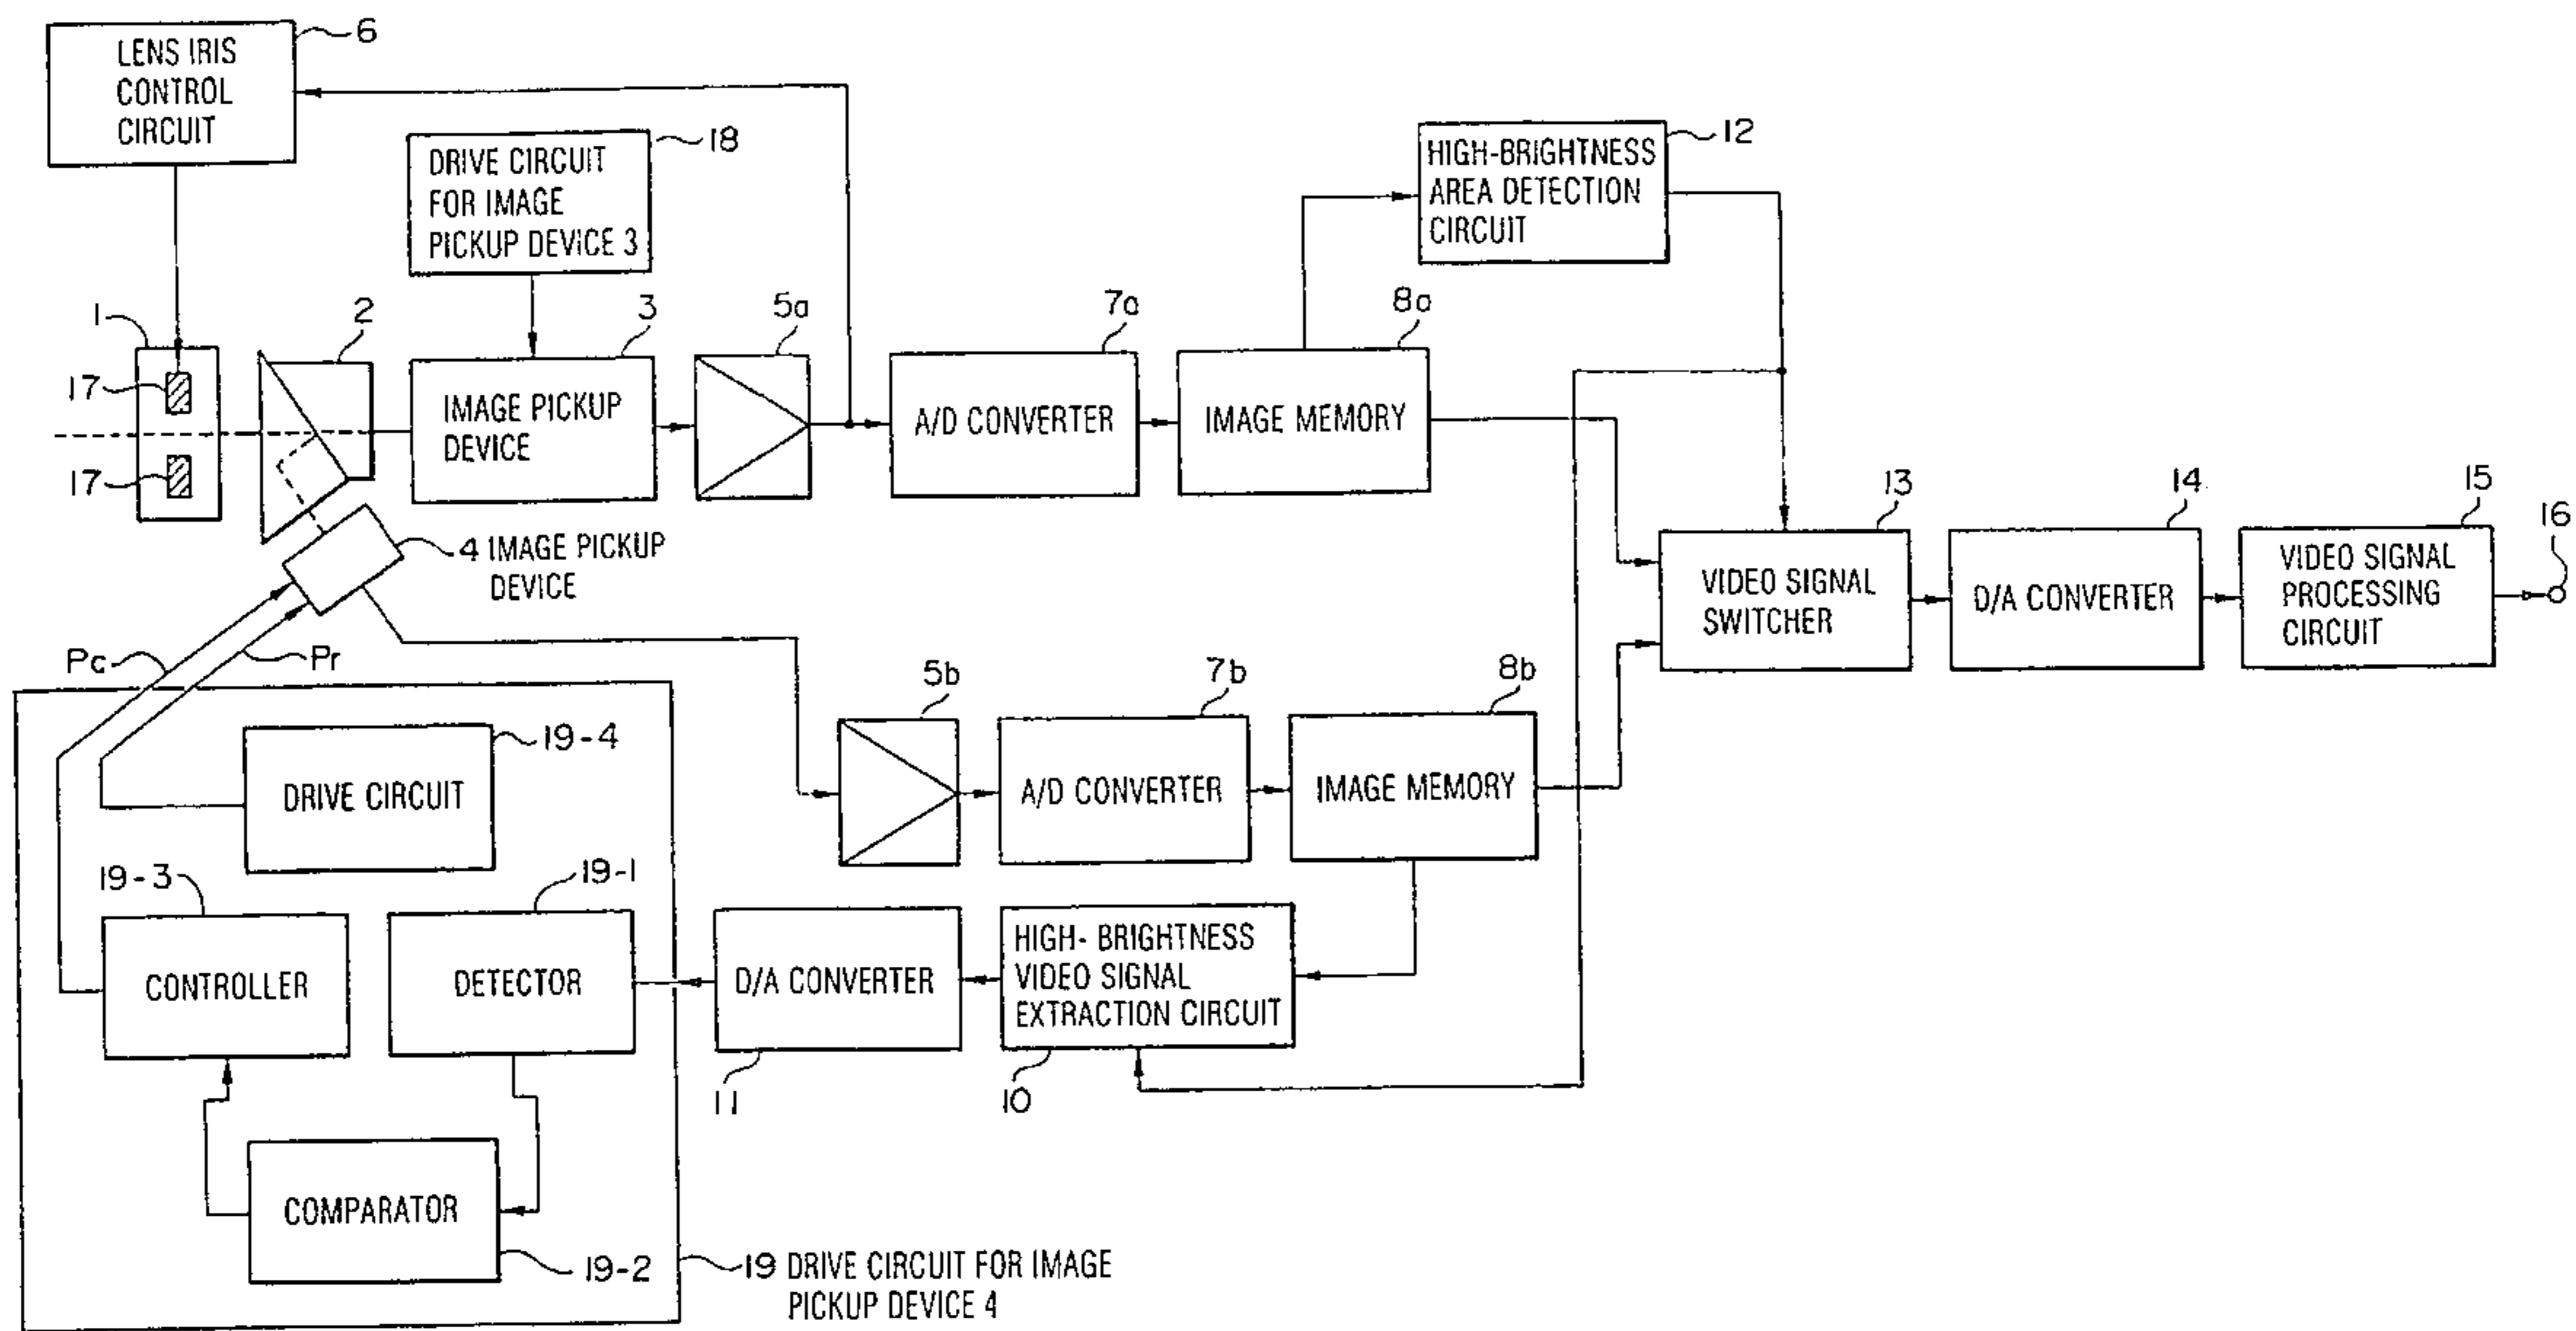 6
LENS IRIS
CONTROL
CIRCUIT
18
DRIVE CIRCUIT
FOR IMAGE
PICKUP DEVICE 3
12
HIGH-BRIGHTNESS
AREA DETECTION
CIRCUIT
1
2
3
5a
7a
8a
17
17
IMAGE PICKUP
DEVICE
A/D CONVERTER
IMAGE MEMORY
4 IMAGE PICKUP
DEVICE
13
14
15
16
VIDEO SIGNAL
SWITCHER
D/A CONVERTER
VIDEO SIGNAL
PROCESSING
CIRCUIT
Pc
Pr
5b
7b
8b
19-4
DRIVE CIRCUIT
A/D CONVERTER
IMAGE MEMORY
19-3
19-1
CONTROLLER
DETECTOR
D/A CONVERTER
HIGH- BRIGHTNESS
VIDEO SIGNAL
EXTRACTION CIRCUIT
11
10
COMPARATOR
19-2
19 DRIVE CIRCUIT FOR IMAGE
PICKUP DEVICE 4